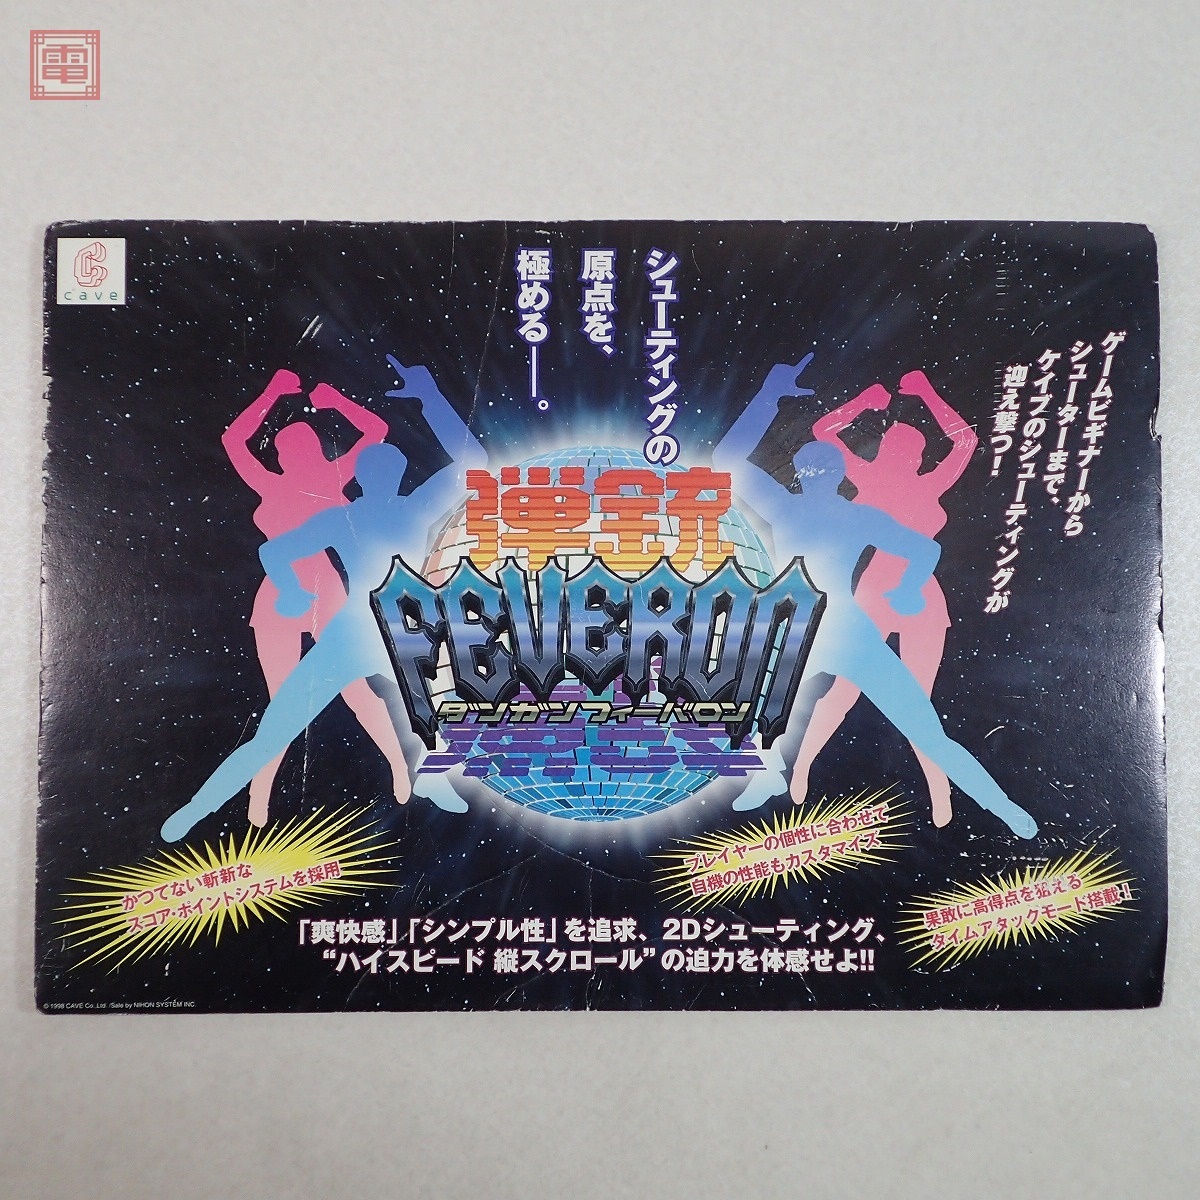 電
cave
シューティングの
原点を、
極める――。
ゲームビギナーから
シューターまで、
ケイブのシューティングが
迎え撃つ!
弾銃
FEVERON
ダンガンフィーバロン
かつてない斬新な
スコア・ポイントシステムを採用
プレイヤーの個性に合わせて
自機の性能もカスタマイズ
果敢に高得点を狙える
タイムアタックモード搭載!
「爽快感」「シンプル性」を追求、2Dシューティング、
“ハイスピード 縦スクロール”の迫力を体感せよ!!
© 1998 CAVE Co.,Ltd. /Sale by NIHON SYSTEM INC.